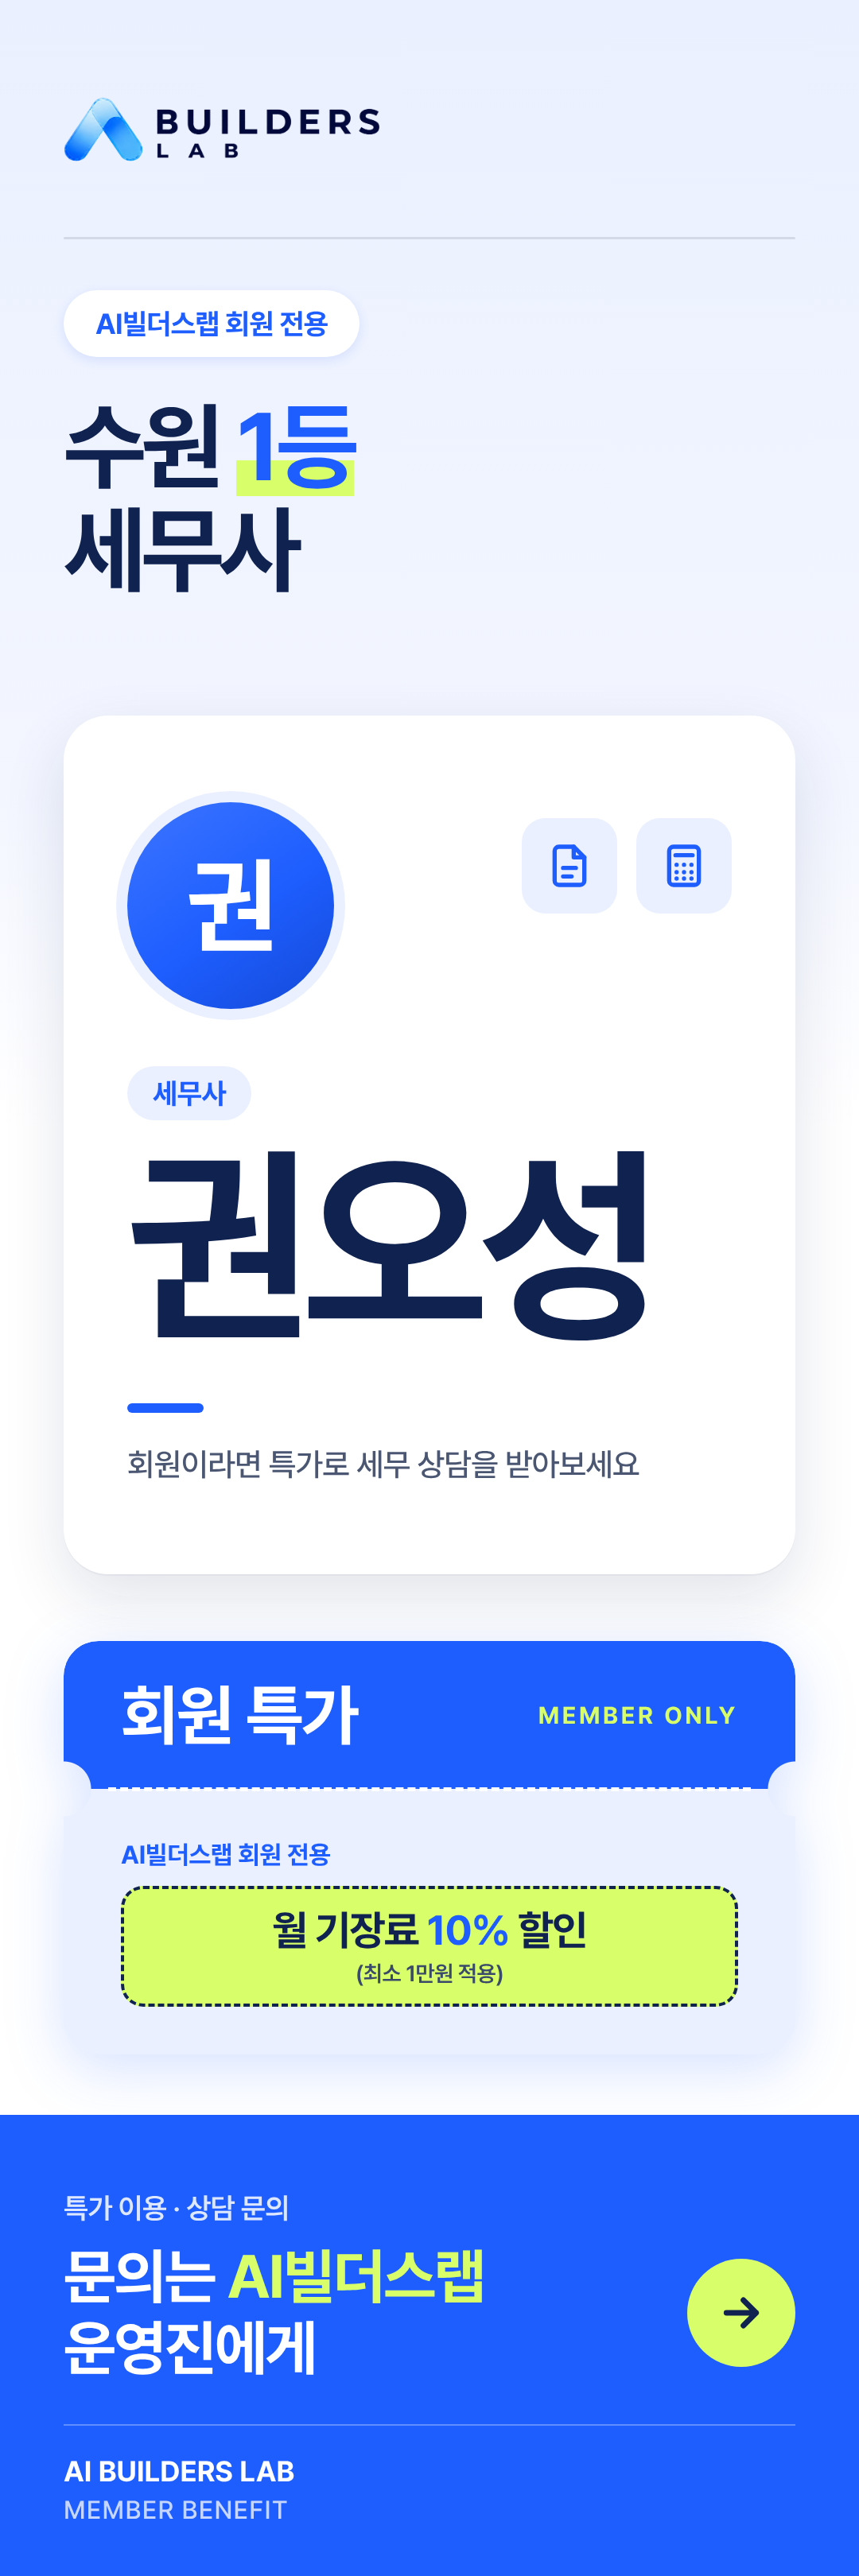 BUILDERS
LAB
AI빌더스랩 회원 전용
수원 1등
세무사
권
세무사
권오성
회원이라면 특가로 세무 상담을 받아보세요
회원 특가
MEMBER ONLY
AI빌더스랩 회원 전용
월 기장료 10% 할인
(최소 1만원 적용)
특가 이용 · 상담 문의
문의는 AI빌더스랩
운영진에게
AI BUILDERS LAB
MEMBER BENEFIT